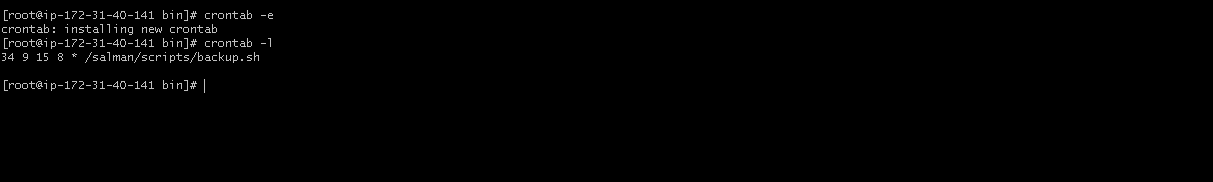 [root@ip-172-31-40-141 bin]# crontab -e
crontab: installing new crontab
[root@ip-172-31-40-141 bin]# crontab -l
34 9 15 8 * /salman/scripts/backup.sh
[root@ip-172-31-40-141 bin]#